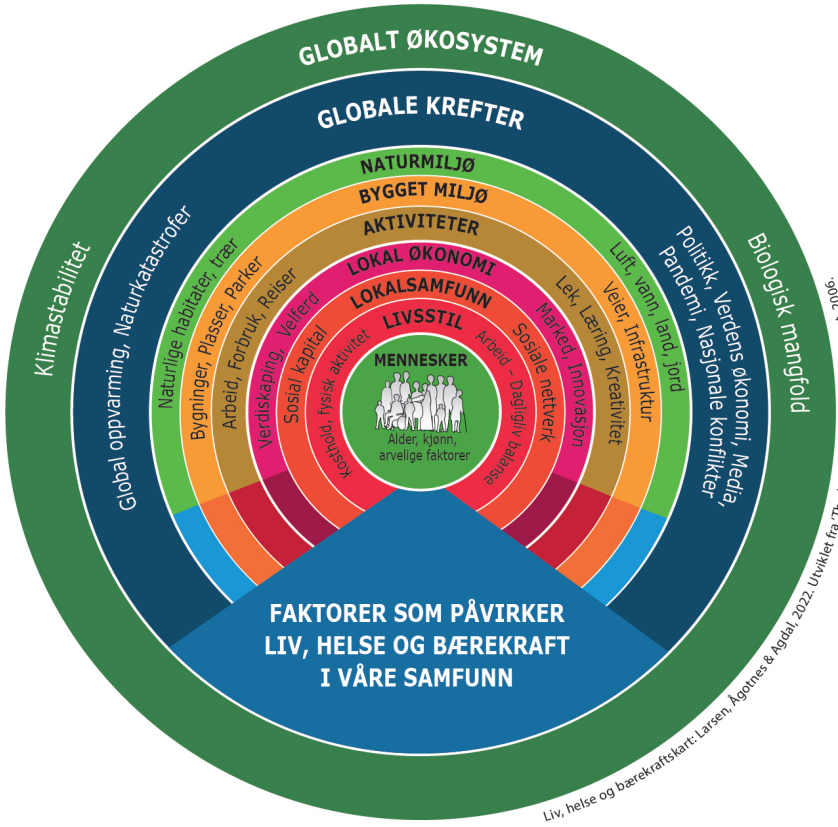 GLOBALT ØKOSYSTEM
Klimastabilitet
Biologisk mangfold
GLOBALE KREFTER
Global oppvarming, Naturkatastrofer
Politikk, Verdens økonomi, Media,
Pandemi, Nasjonale konflikter
NATURMILJØ
Naturlige habitater, trær
Luft, vann, land, jord
BYGGET MILJØ
Bygninger, Plasser, Parker
Veier, Infrastruktur
AKTIVITETER
Arbeid, Forbruk, Reiser
Lek, Læring, Kreativitet
LOKAL ØKONOMI
Verdiskaping, Velferd
Marked, Innovasjon
LOKALSAMFUNN
Sosial kapital
Sosiale nettverk
LIVSSTIL
Kosthold, fysisk aktivitet
Arbeid – Dagligliv balanse
MENNESKER
Alder, kjønn,
arvelige faktorer
FAKTORER SOM PÅVIRKER
LIV, HELSE OG BÆREKRAFT
I VÅRE SAMFUNN
Liv, helse og bærekraftskart: Larsen, Ågotnes & Agdal, 2022. Utviklet fra 2006.